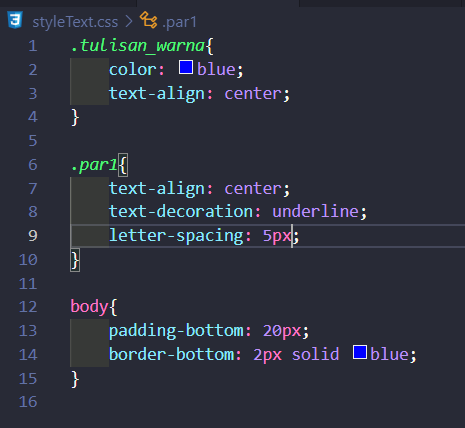 styleText.css > .par1
1 .tulisan_warna{
2 color: blue;
3 text-align: center;
4 }
5
6 .par1{
7 text-align: center;
8 text-decoration: underline;
9 letter-spacing: 5px;
10 }
11
12 body{
13 padding-bottom: 20px;
14 border-bottom: 2px solid blue;
15 }
16